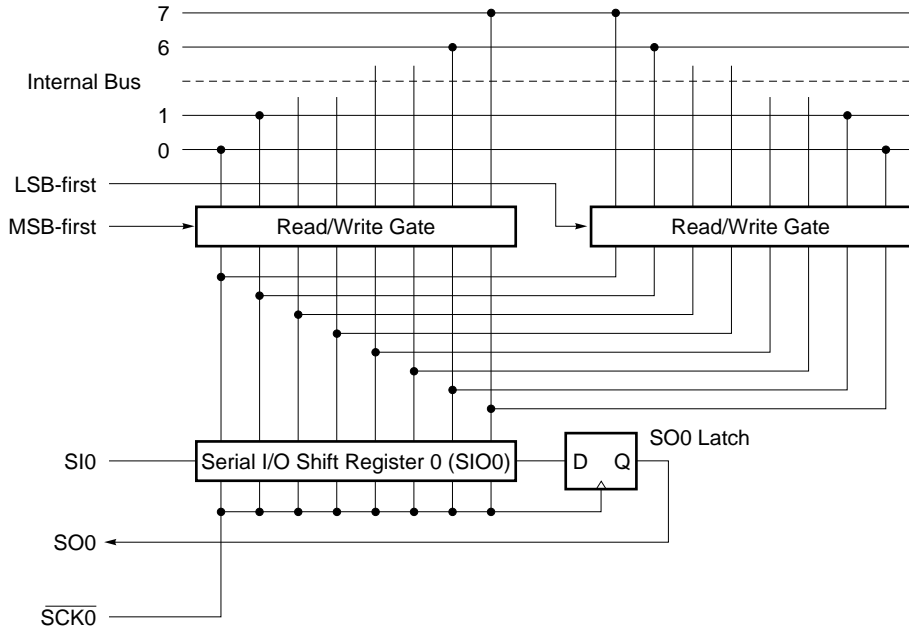 7
6
Internal Bus
1
0
LSB-first
MSB-first
Read/Write Gate
Read/Write Gate
SO0 Latch
SI0
Serial I/O Shift Register 0 (SIO0)
D Q
SO0
S̅C̅K̅0̅